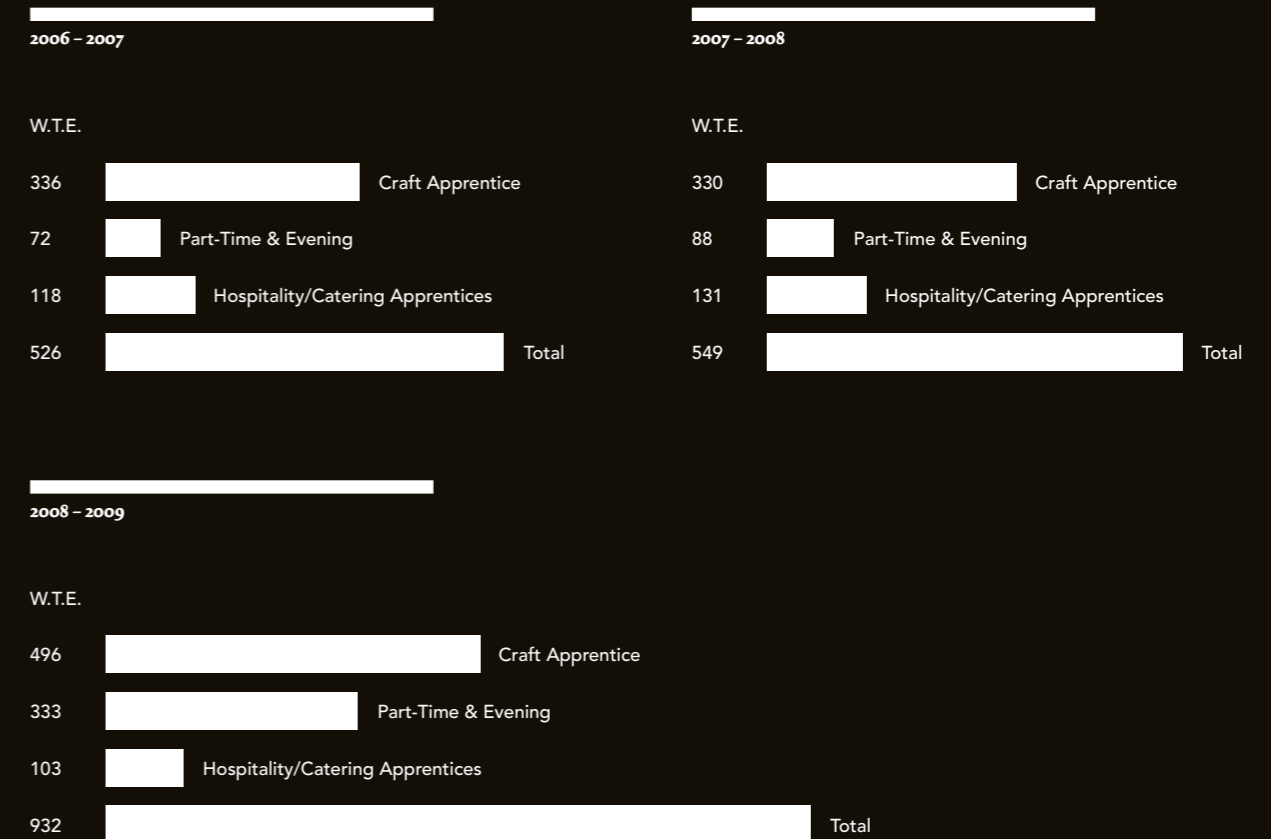 2006 – 2007
W.T.E.
336 Craft Apprentice
72 Part-Time & Evening
118 Hospitality/Catering Apprentices
526 Total
2007 – 2008
W.T.E.
330 Craft Apprentice
88 Part-Time & Evening
131 Hospitality/Catering Apprentices
549 Total
2008 – 2009
W.T.E.
496 Craft Apprentice
333 Part-Time & Evening
103 Hospitality/Catering Apprentices
932 Total